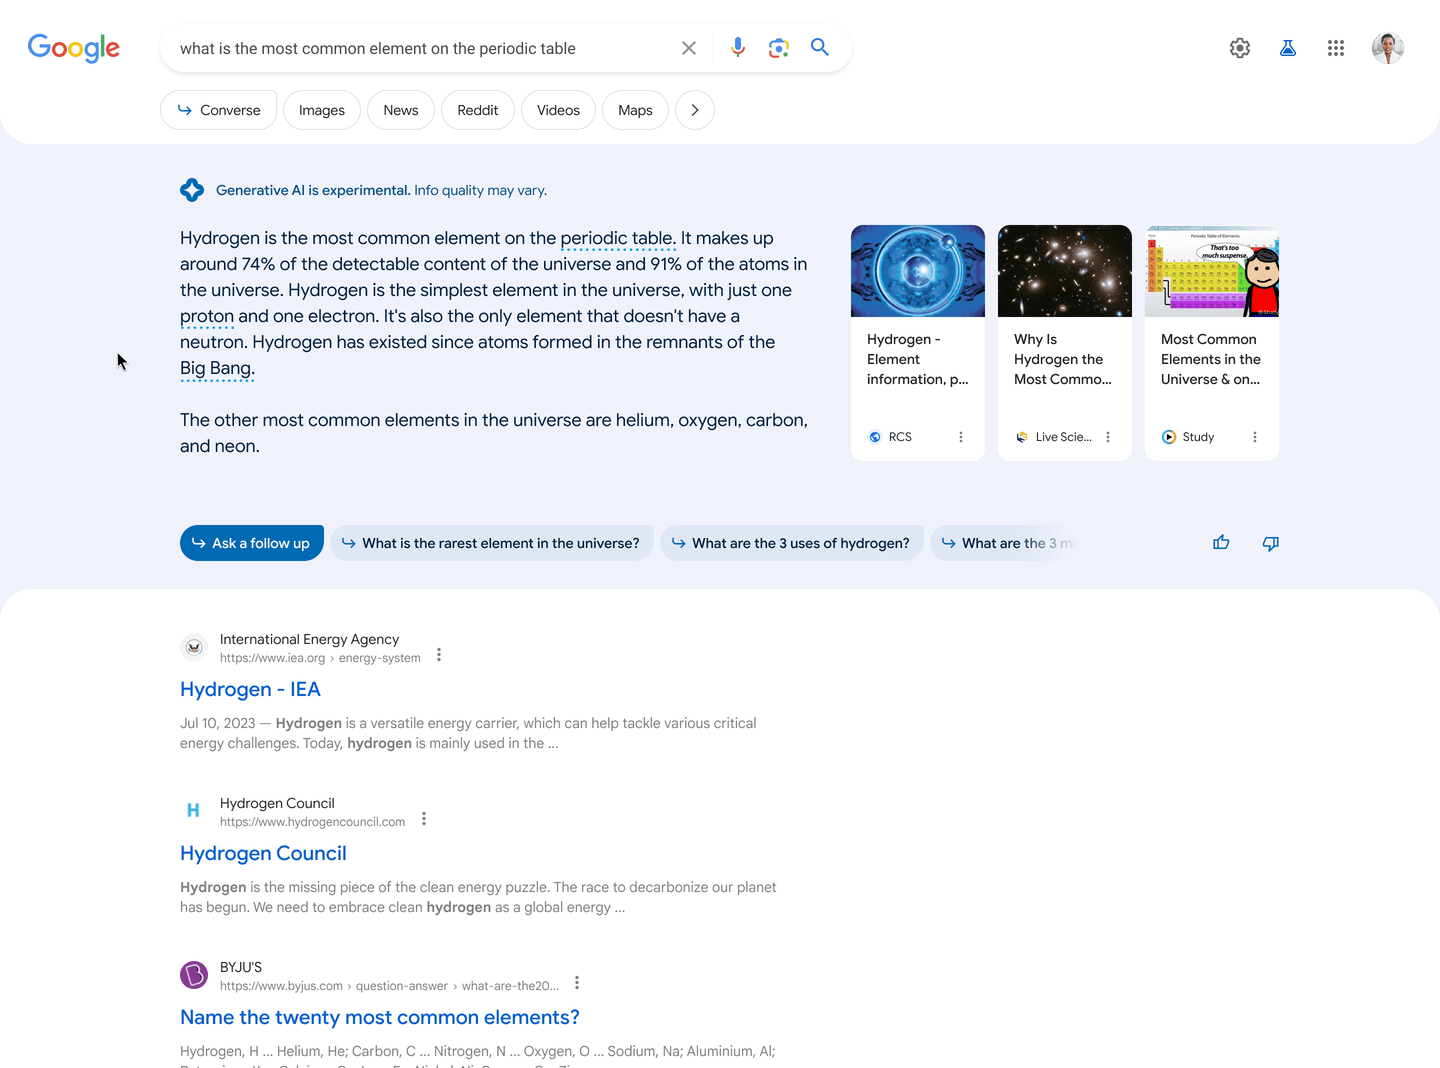 Google
what is the most common element on the periodic table
Converse
Images
News
Reddit
Videos
Maps
Generative AI is experimental. Info quality may vary.
Hydrogen is the most common element on the periodic table. It makes up
around 74% of the detectable content of the universe and 91% of the atoms in
the universe. Hydrogen is the simplest element in the universe, with just one
proton and one electron. It's also the only element that doesn't have a
neutron. Hydrogen has existed since atoms formed in the remnants of the
Big Bang.
The other most common elements in the universe are helium, oxygen, carbon,
and neon.
Hydrogen -
Element
information, p...
RCS
Why Is
Hydrogen the
Most Commo...
Live Scie...
Periodic Table of Elements
That's too
much suspense.
Most Common
Elements in the
Universe & on...
Study
Ask a follow up
What is the rarest element in the universe?
What are the 3 uses of hydrogen?
What are the 3 m
International Energy Agency
https://www.iea.org › energy-system
Hydrogen - IEA
Jul 10, 2023 — Hydrogen is a versatile energy carrier, which can help tackle various critical
energy challenges. Today, hydrogen is mainly used in the ...
H
Hydrogen Council
https://www.hydrogencouncil.com
Hydrogen Council
Hydrogen is the missing piece of the clean energy puzzle. The race to decarbonize our planet
has begun. We need to embrace clean hydrogen as a global energy ...
B
BYJU'S
https://www.byjus.com › question-answer › what-are-the20...
Name the twenty most common elements?
Hydrogen, H ... Helium, He; Carbon, C ... Nitrogen, N ... Oxygen, O ... Sodium, Na; Aluminium, Al;